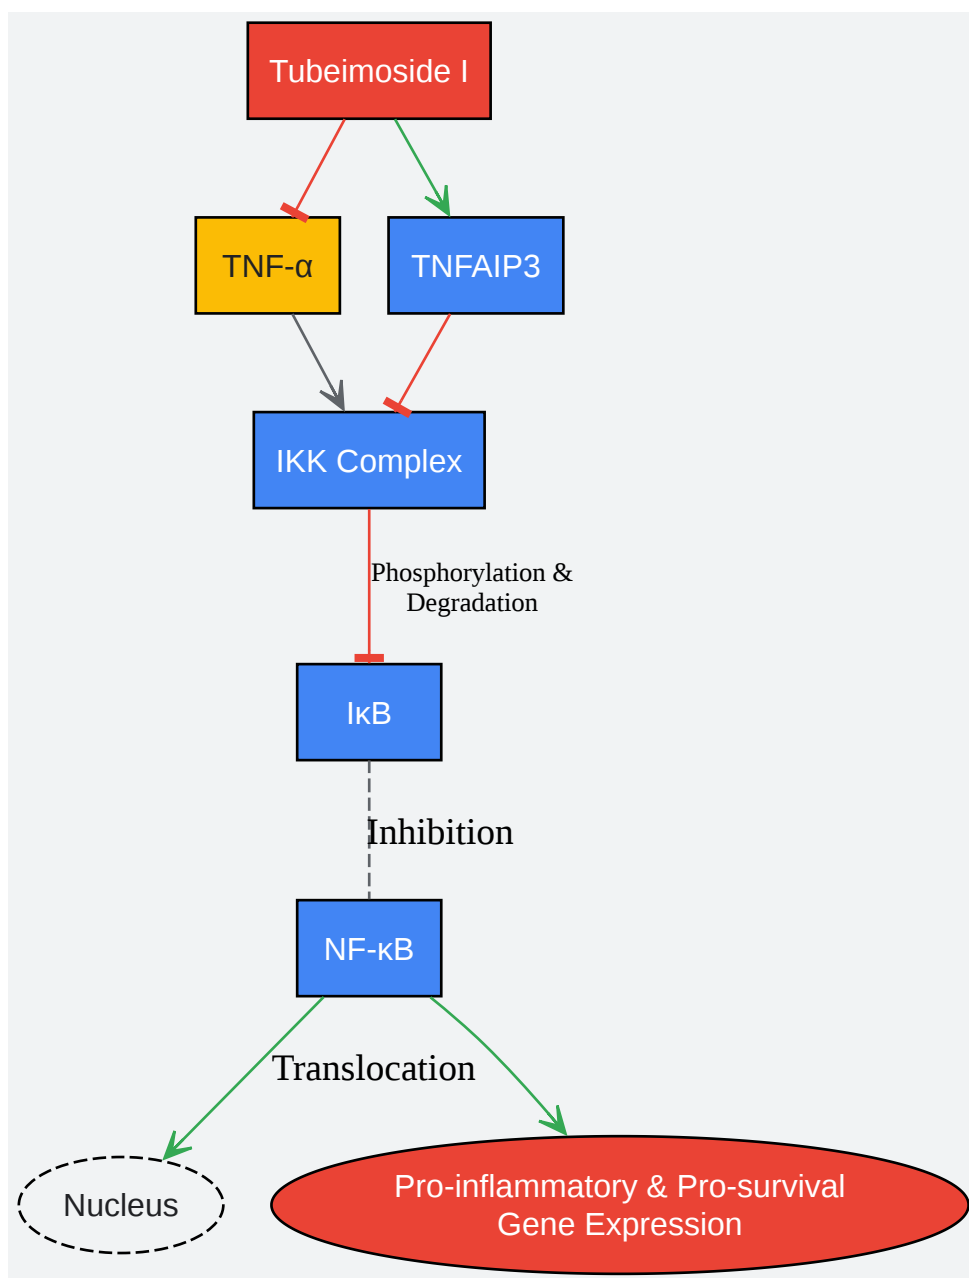 Tubeimoside I
TNF-α
TNFAIP3
IKK Complex
Phosphorylation &
Degradation
IκB
Inhibition
NF-κB
Translocation
Nucleus
Pro-inflammatory & Pro-survival
Gene Expression